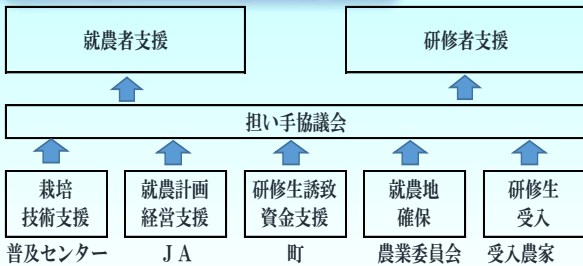 就農者支援
研修者支援
担い手協議会
栽培
技術支援
就農計画
経営支援
研修生誘致
資金支援
就農地
確保
研修生
受入
普及センター
ＪＡ
町
農業委員会
受入農家